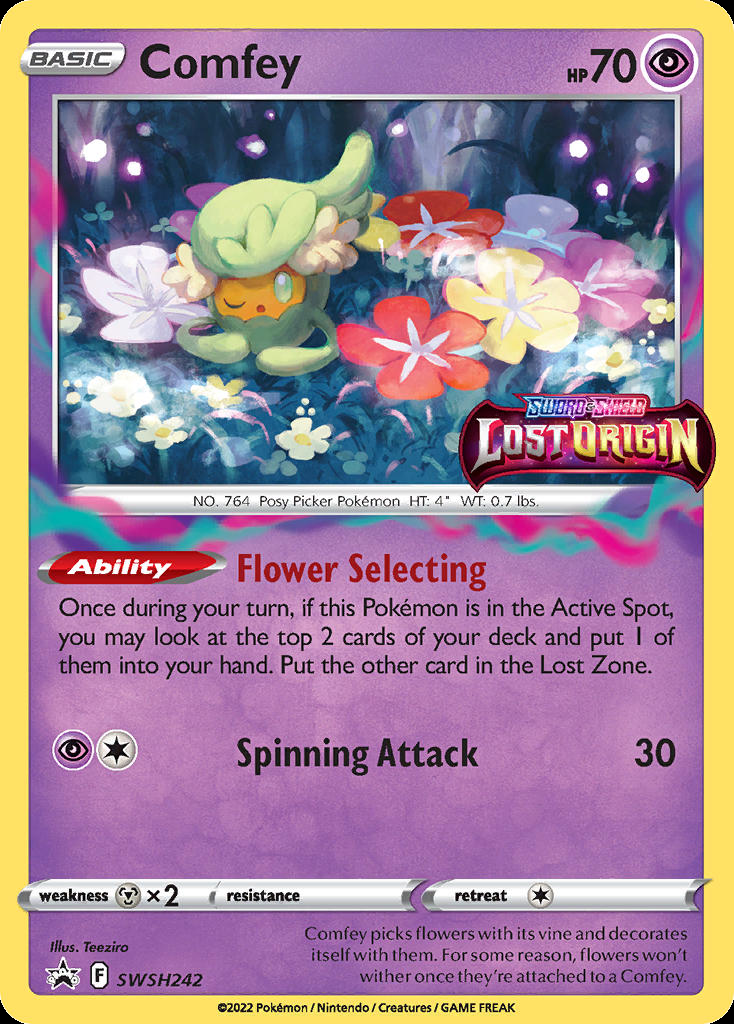 BASIC Comfey HP70
SWORD & SHIELD
LOST ORIGIN
NO. 764 Posy Picker Pokémon HT: 4" WT: 0.7 lbs.
Ability Flower Selecting
Once during your turn, if this Pokémon is in the Active Spot,
you may look at the top 2 cards of your deck and put 1 of
them into your hand. Put the other card in the Lost Zone.
Spinning Attack 30
weakness ×2 resistance retreat
Illus. Teeziro
Comfey picks flowers with its vine and decorates
itself with them. For some reason, flowers won't
wither once they're attached to a Comfey.
F SWSH242
©2022 Pokémon / Nintendo / Creatures / GAME FREAK